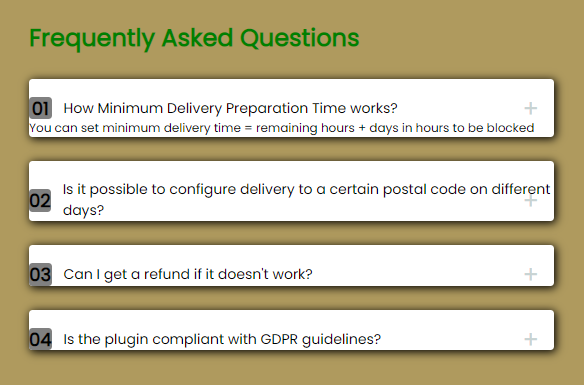 Frequently Asked Questions
01 How Minimum Delivery Preparation Time works? +
You can set minimum delivery time = remaining hours + days in hours to be blocked
02 Is it possible to configure delivery to a certain postal code on different +
days?
03 Can I get a refund if it doesn't work? +
04 Is the plugin compliant with GDPR guidelines? +